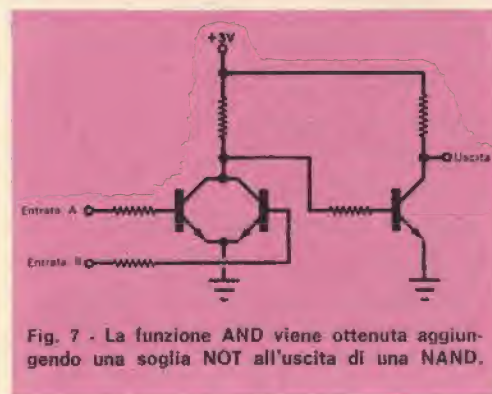 +3V
Uscita
Entrata A
Entrata B
Fig. 7 - La funzione AND viene ottenuta aggiun-
gendo una soglia NOT all'uscita di una NAND.